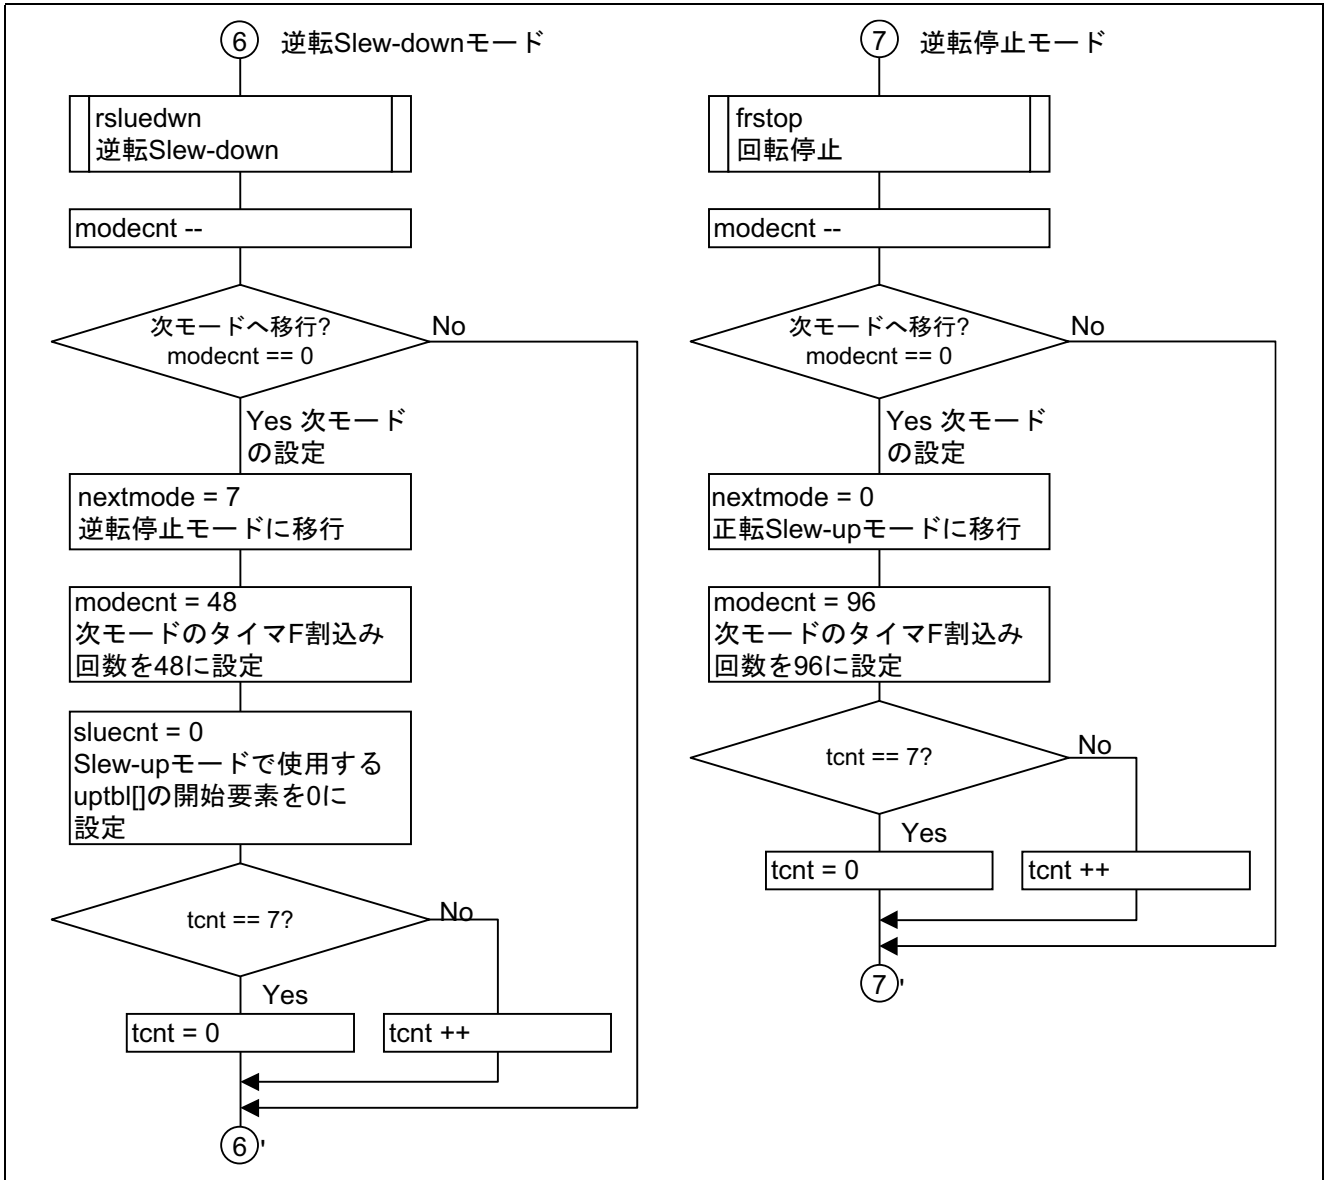 6 逆転Slew-downモード
rsluedwn
逆転Slew-down
modecnt --
次モードへ移行?
modecnt == 0
No
Yes 次モード
の設定
nextmode = 7
逆転停止モードに移行
modecnt = 48
次モードのタイマF割込み
回数を48に設定
sluecnt = 0
Slew-upモードで使用する
uptbl[]の開始要素を0に
設定
tcnt == 7?
No
Yes
tcnt = 0
tcnt ++
6'
7 逆転停止モード
frstop
回転停止
modecnt --
次モードへ移行?
modecnt == 0
No
Yes 次モード
の設定
nextmode = 0
正転Slew-upモードに移行
modecnt = 96
次モードのタイマF割込み
回数を96に設定
tcnt == 7?
No
Yes
tcnt = 0
tcnt ++
7'